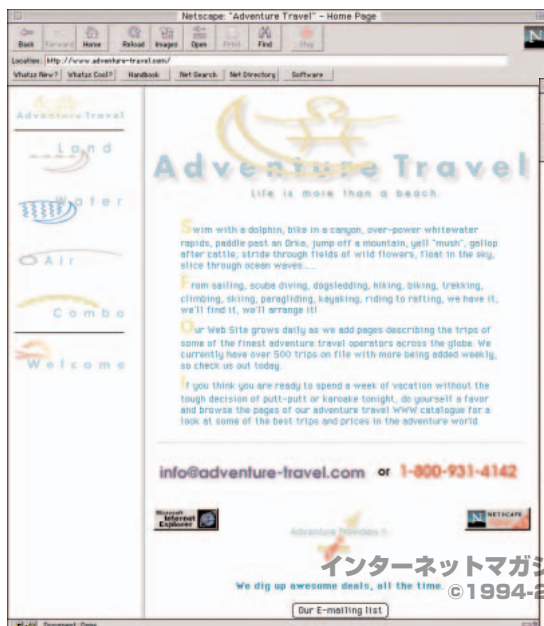 Netscape: "Adventure Travel" – Home Page
Back Forward Home Reload Images Open Print Find Stop
N
Location: http://www.adventure-travel.com/
Whatas New? Whatas Cool? Handbook Net Search Net Directory Software
Adventure Travel
Land
Water
Air
Combo
Welcome
Adventure Travel
Life is more than a beach.
Swim with a dolphin, bike in a canyon, over-power whitewater
rapids, paddle past an Orka, jump off a mountain, yell "mush", gallop
after cattle, stride through fields of wild flowers, float in the sky,
slice through ocean waves.....
From sailing, scuba diving, dogsledding, hiking, biking, trekking,
climbing, skiing, paragliding, kayaking, riding to rafting, we have it,
we'll find it, we'll arrange it!
Our Web Site grows daily as we add pages describing the trips of
some of the finest adventure travel operators across the globe. We
currently have over 500 trips on file with more being added weekly,
so check us out today.
If you think you are ready to spend a week of vacation without the
tough decision of putt-putt or karoake tonight, do yourself a favor
and browse the pages of our adventure travel WWW catalogue for a
look at some of the best trips and prices in the adventure world.
info@adventure-travel.com or 1-800-931-4142
Microsoft
Internet
Explorer
N NETSCAPE
Adventure Providers
インターネットマガジ
©1994-2
We dig up awesome deals, all the time.
Our E-mailing list
Document: Done.